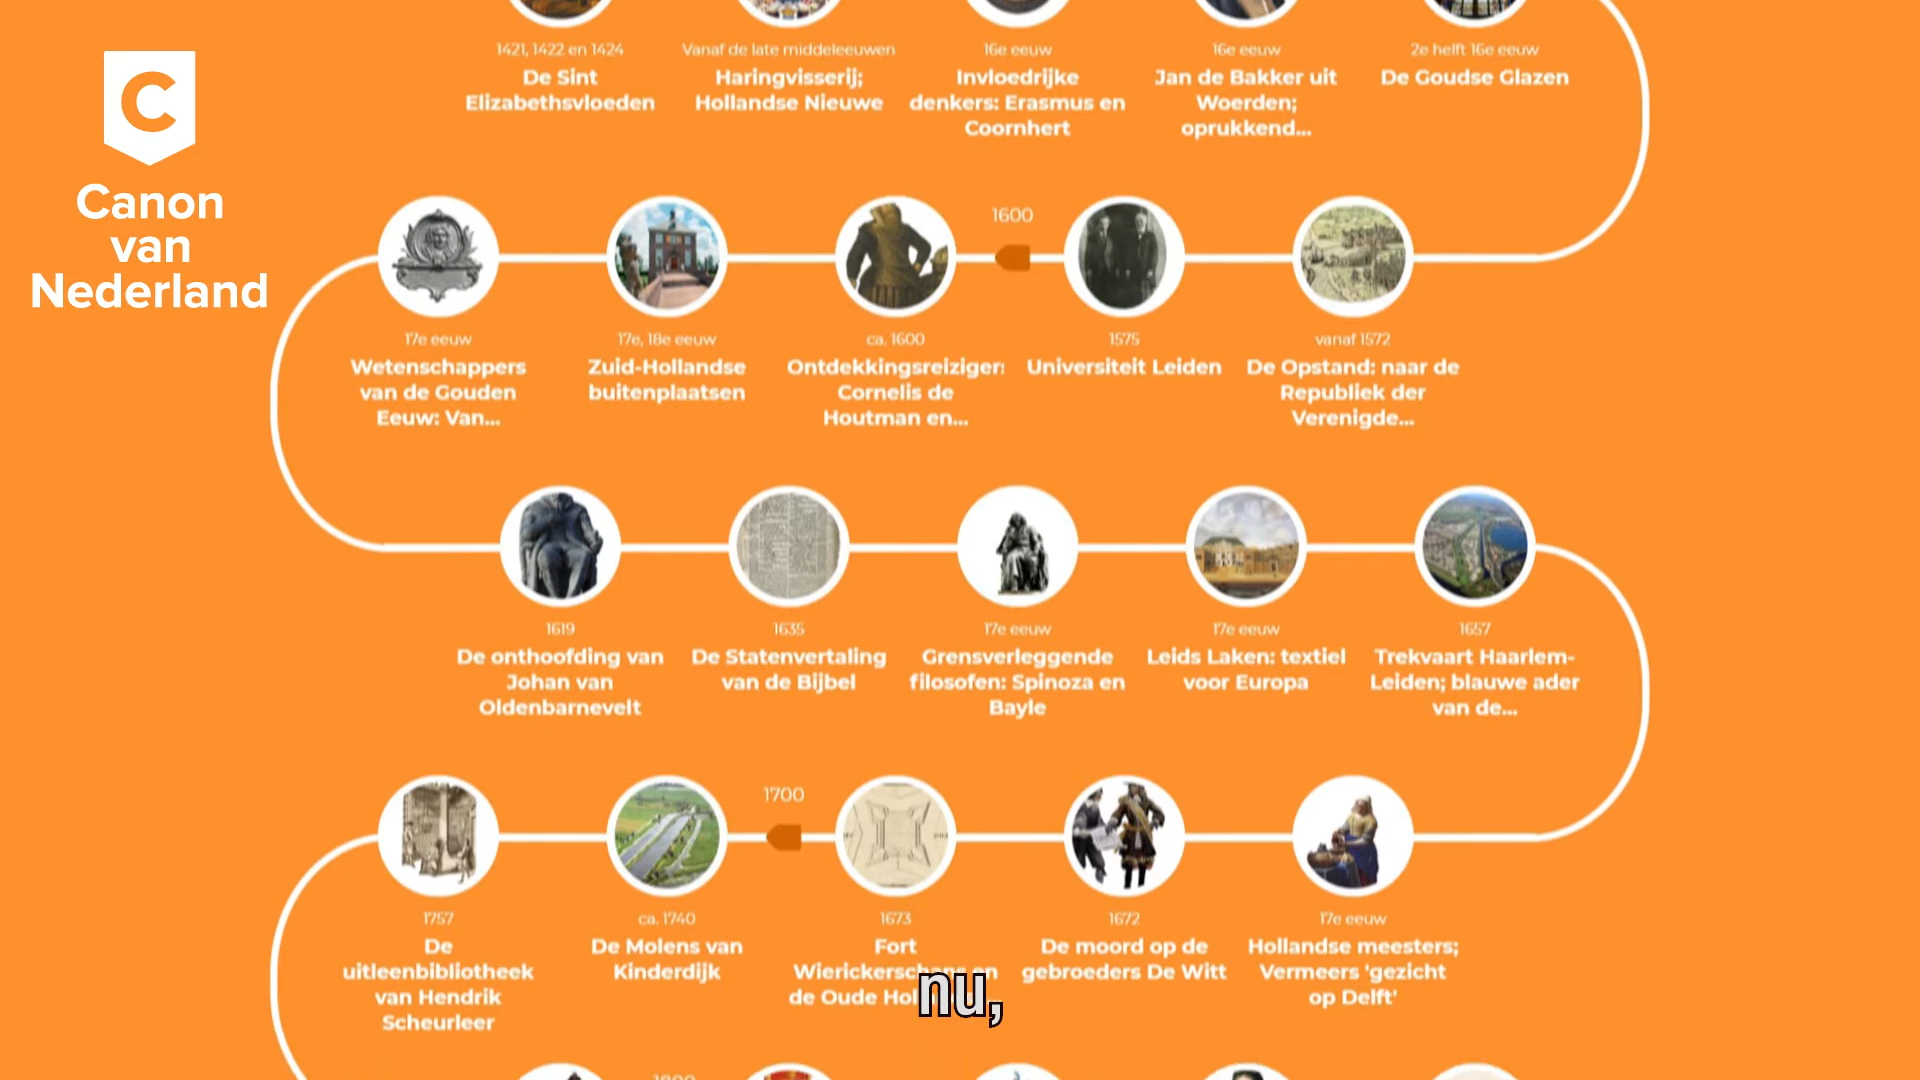 C
Canon
van
Nederland
1421, 1422 en 1424
De Sint
Elizabethsvloeden
Vanaf de late middeleeuwen
Haringvisserij;
Hollandse Nieuwe
16e eeuw
Invloedrijke
denkers: Erasmus en
Coornhert
16e eeuw
Jan de Bakker uit
Woerden;
oprukkend...
2e helft 16e eeuw
De Goudse Glazen
1600
17e eeuw
Wetenschappers
van de Gouden
Eeuw: Van...
17e, 18e eeuw
Zuid-Hollandse
buitenplaatsen
ca. 1600
Ontdekkingsreizigers
Cornelis de
Houtman en...
1575
Universiteit Leiden
vanaf 1572
De Opstand: naar de
Republiek der
Verenigde...
1619
De onthoofding van
Johan van
Oldenbarnevelt
1635
De Statenvertaling
van de Bijbel
17e eeuw
Grensverleggende
filosofen: Spinoza en
Bayle
17e eeuw
Leids Laken: textiel
voor Europa
1657
Trekvaart Haarlem-
Leiden; blauwe ader
van de...
1700
1757
De
uitleenbibliotheek
van Hendrik
Scheurleer
ca. 1740
De Molens van
Kinderdijk
1673
Fort
de Oude
1672
De moord op de
gebroeders De Witt
17e eeuw
Hollandse meesters;
Vermeers 'gezicht
op Delft'
nu,